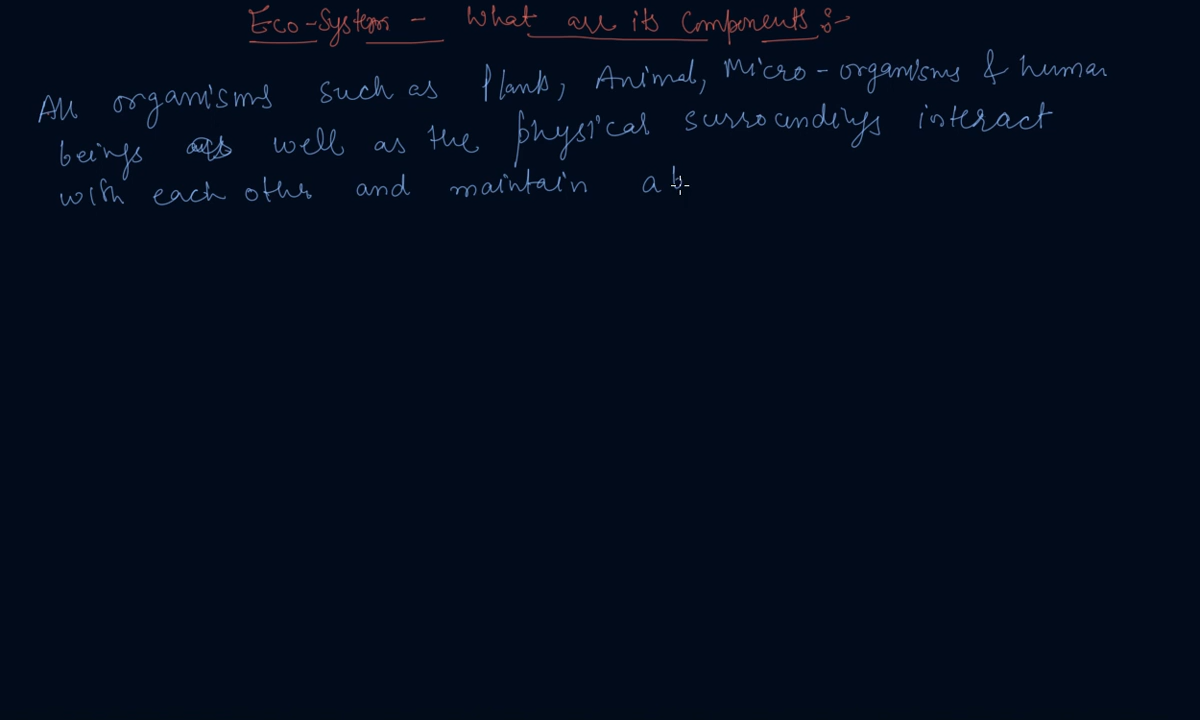 Eco-System - What are its Components :-
All organisms such as Plants, Animal, Micro-organisms & human
beings as well as the physical surroundings interact
with each other and maintain a b